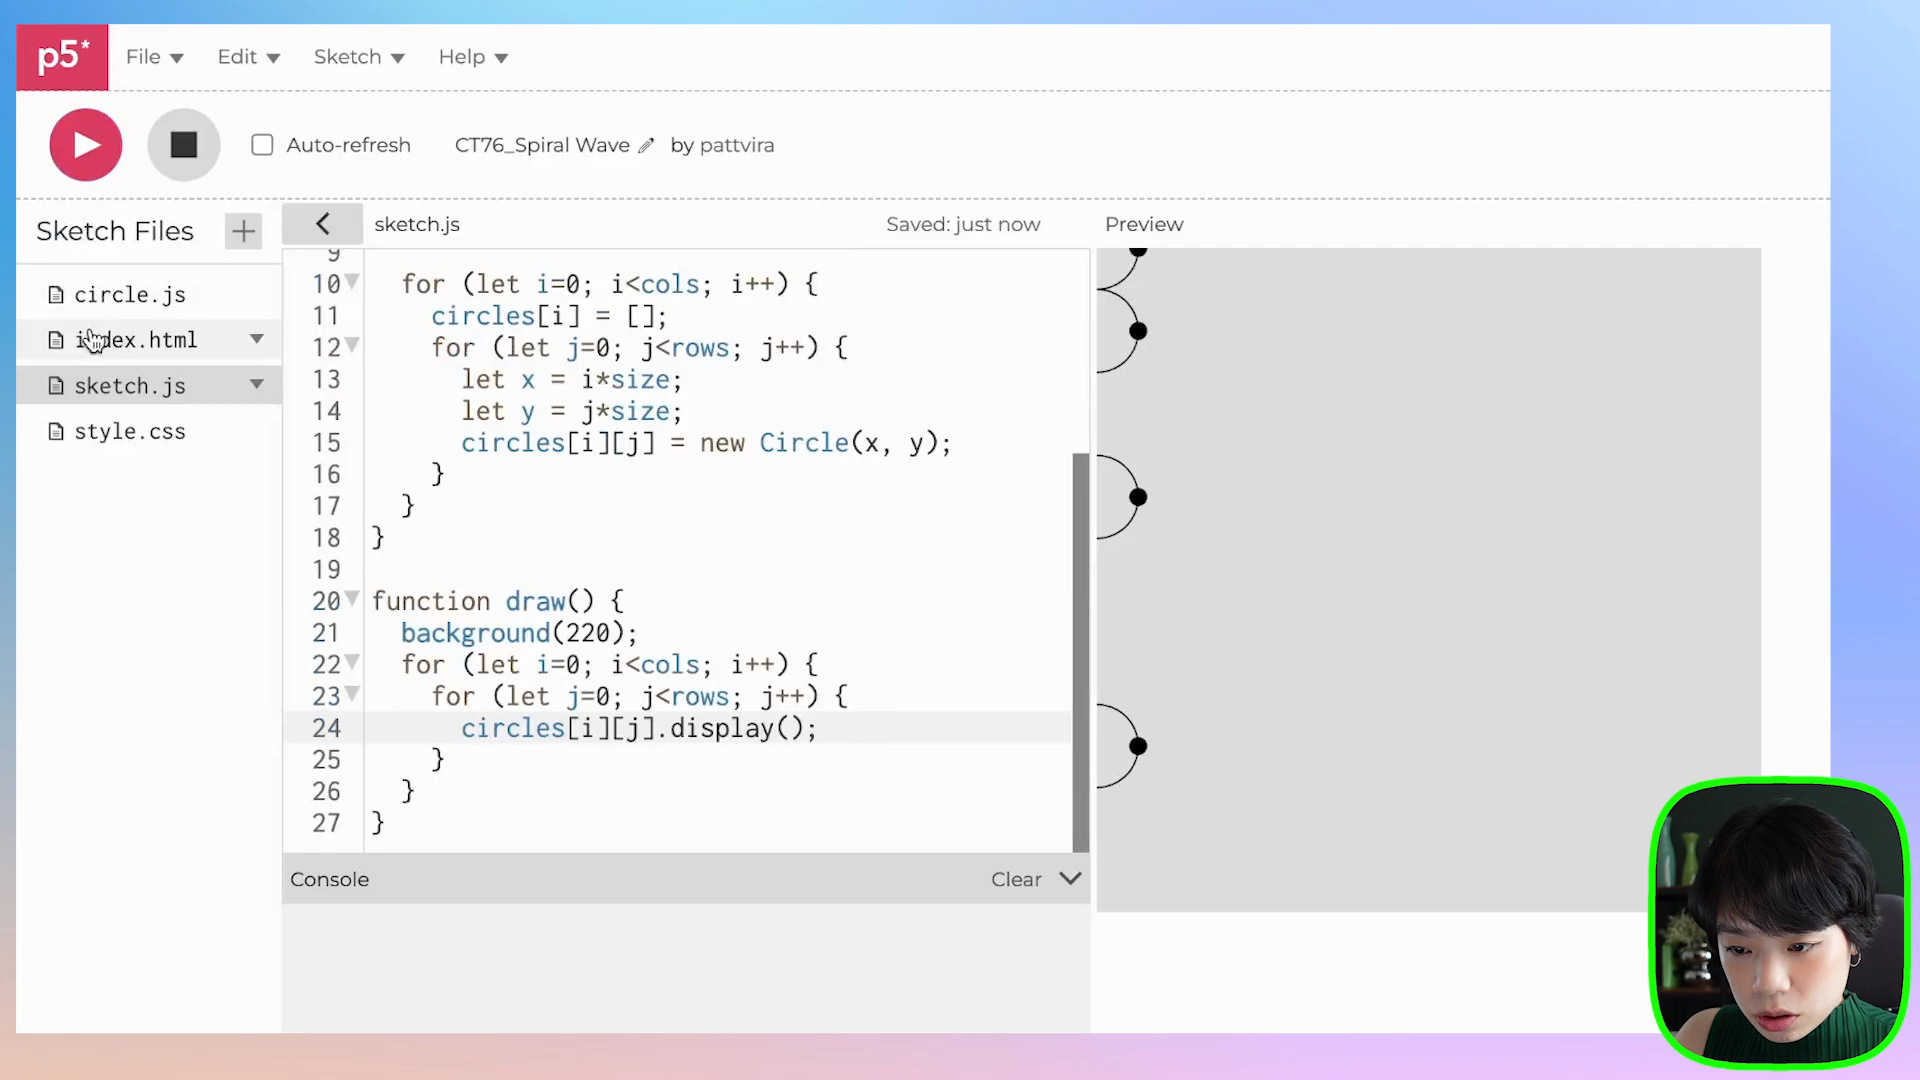 p5*
File Edit Sketch Help
Auto-refresh CT76_Spiral Wave by pattvira
Sketch Files
sketch.js Saved: just now Preview
circle.js
index.html
sketch.js
style.css
9
10 for (let i=0; i<cols; i++) {
11 circles[i] = [];
12 for (let j=0; j<rows; j++) {
13 let x = i*size;
14 let y = j*size;
15 circles[i][j] = new Circle(x, y);
16 }
17 }
18 }
19
20 function draw() {
21 background(220);
22 for (let i=0; i<cols; i++) {
23 for (let j=0; j<rows; j++) {
24 circles[i][j].display();
25 }
26 }
27 }
Console Clear